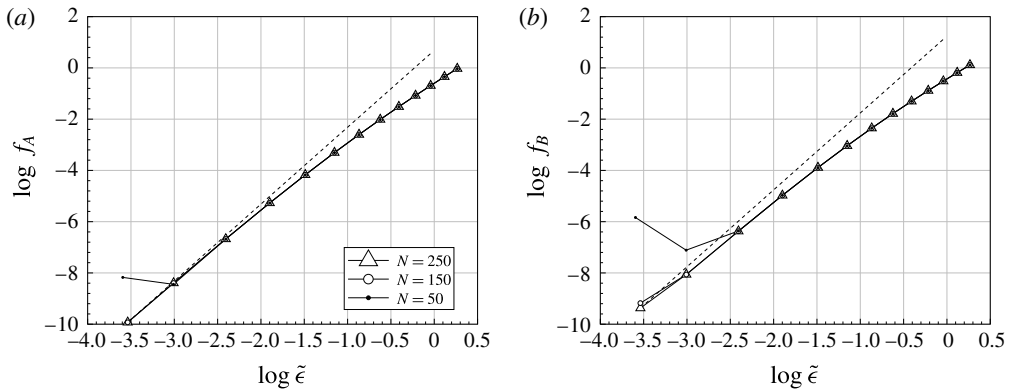 (a)
2
0
−2
−4
−6
−8
−10
log f_A
−4.0 −3.5 −3.0 −2.5 −2.0 −1.5 −1.0 −0.5 0 0.5
log ϵ̃
N = 250
N = 150
N = 50
(b)
2
0
−2
−4
−6
−8
−10
log f_B
−4.0 −3.5 −3.0 −2.5 −2.0 −1.5 −1.0 −0.5 0 0.5
log ϵ̃